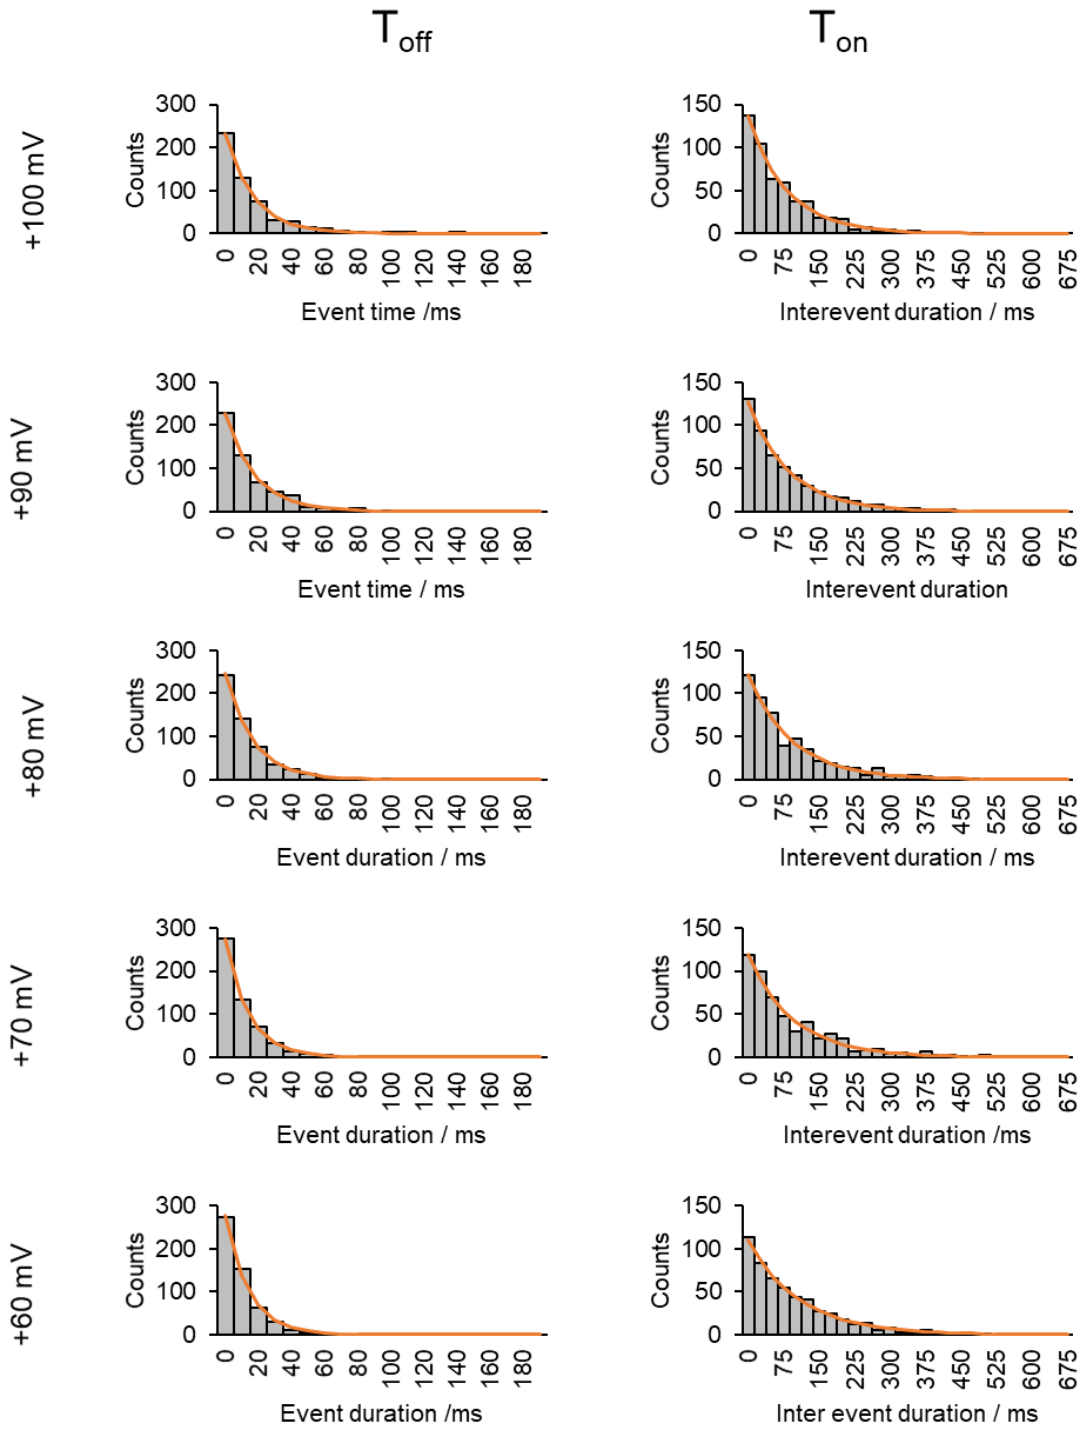 T_off T_on
+100 mV
Counts
300
200
100
0
0 20 40 60 80 100 120 140 160 180
Event time /ms
Counts
150
100
50
0
0 75 150 225 300 375 450 525 600 675
Interevent duration / ms
+90 mV
Counts
300
200
100
0
0 20 40 60 80 100 120 140 160 180
Event time / ms
Counts
150
100
50
0
0 75 150 225 300 375 450 525 600 675
Interevent duration
+80 mV
Counts
300
200
100
0
0 20 40 60 80 100 120 140 160 180
Event duration / ms
Counts
150
100
50
0
0 75 150 225 300 375 450 525 600 675
Interevent duration / ms
+70 mV
Counts
300
200
100
0
0 20 40 60 80 100 120 140 160 180
Event duration / ms
Counts
150
100
50
0
0 75 150 225 300 375 450 525 600 675
Interevent duration /ms
+60 mV
Counts
300
200
100
0
0 20 40 60 80 100 120 140 160 180
Event duration /ms
Counts
150
100
50
0
0 75 150 225 300 375 450 525 600 675
Inter event duration / ms